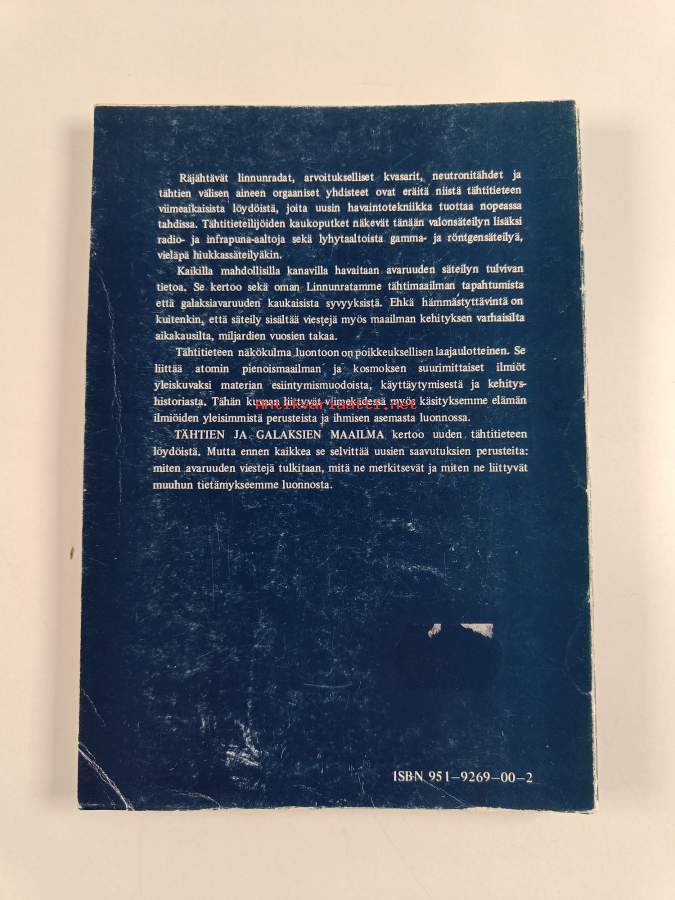 Räjähtävät linnunradat, arvoitukselliset kvasarit, neutronitähdet ja
tähtien välisen aineen orgaaniset yhdisteet ovat eräitä niistä tähtitieteen
viimeaikaisista löydöistä, joita uusin havaintotekniikka tuottaa nopeassa
tahdissa. Tähtitieteilijöiden kaukoputket näkevät tänään valonsäteilyn lisäksi
radio- ja infrapuna-aaltoja sekä lyhytaaltoista gamma- ja röntgensäteilyä,
vieläpä hiukkassäteilyäkin.
Kaikilla mahdollisilla kanavilla havaitaan avaruuden säteilyn tulvivan
tietoa. Se kertoo sekä oman Linnunratamme tähtimaailman tapahtumista
että galaksiavaruuden kaukaisista syvyyksistä. Ehkä hämmästyttävintä on
kuitenkin, että säteily sisältää viestejä myös maailman kehityksen varhaisilta
aikakausilta, miljardien vuosien takaa.
Tähtitieteen näkökulma luontoon on poikkeuksellisen laajaulotteinen. Se
liittää atomin pienoismaailman ja kosmoksen suurimittaiset ilmiöt
yleiskuvaksi materian esiintymismuodoista, käyttäytymisestä ja kehitys-
historiasta. Tähän kuvaan liittyvät viimekädessä myös käsityksemme elämän
antikvariaatti.net
ilmiöiden yleisimmistä perusteista ja ihmisen asemasta luonnossa.
TÄHTIEN JA GALAKSIEN MAAILMA kertoo uuden tähtitieteen
löydöistä. Mutta ennen kaikkea se selvittää uusien saavutuksien perusteita:
miten avaruuden viestejä tulkitaan, mitä ne merkitsevät ja miten ne liittyvät
muuhun tietämykseemme luonnosta.
ISBN 951-9269-00-2